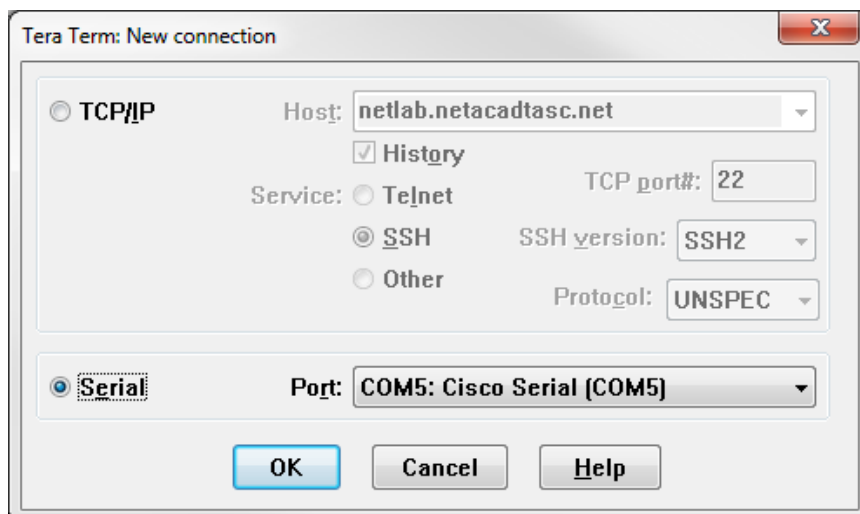 Tera Term: New connection
TCP/IP Host: netlab.netacadtasc.net
History
Service: Telnet TCP port#: 22
SSH SSH version: SSH2
Other Protocol: UNSPEC
Serial Port: COM5: Cisco Serial (COM5)
OK Cancel Help